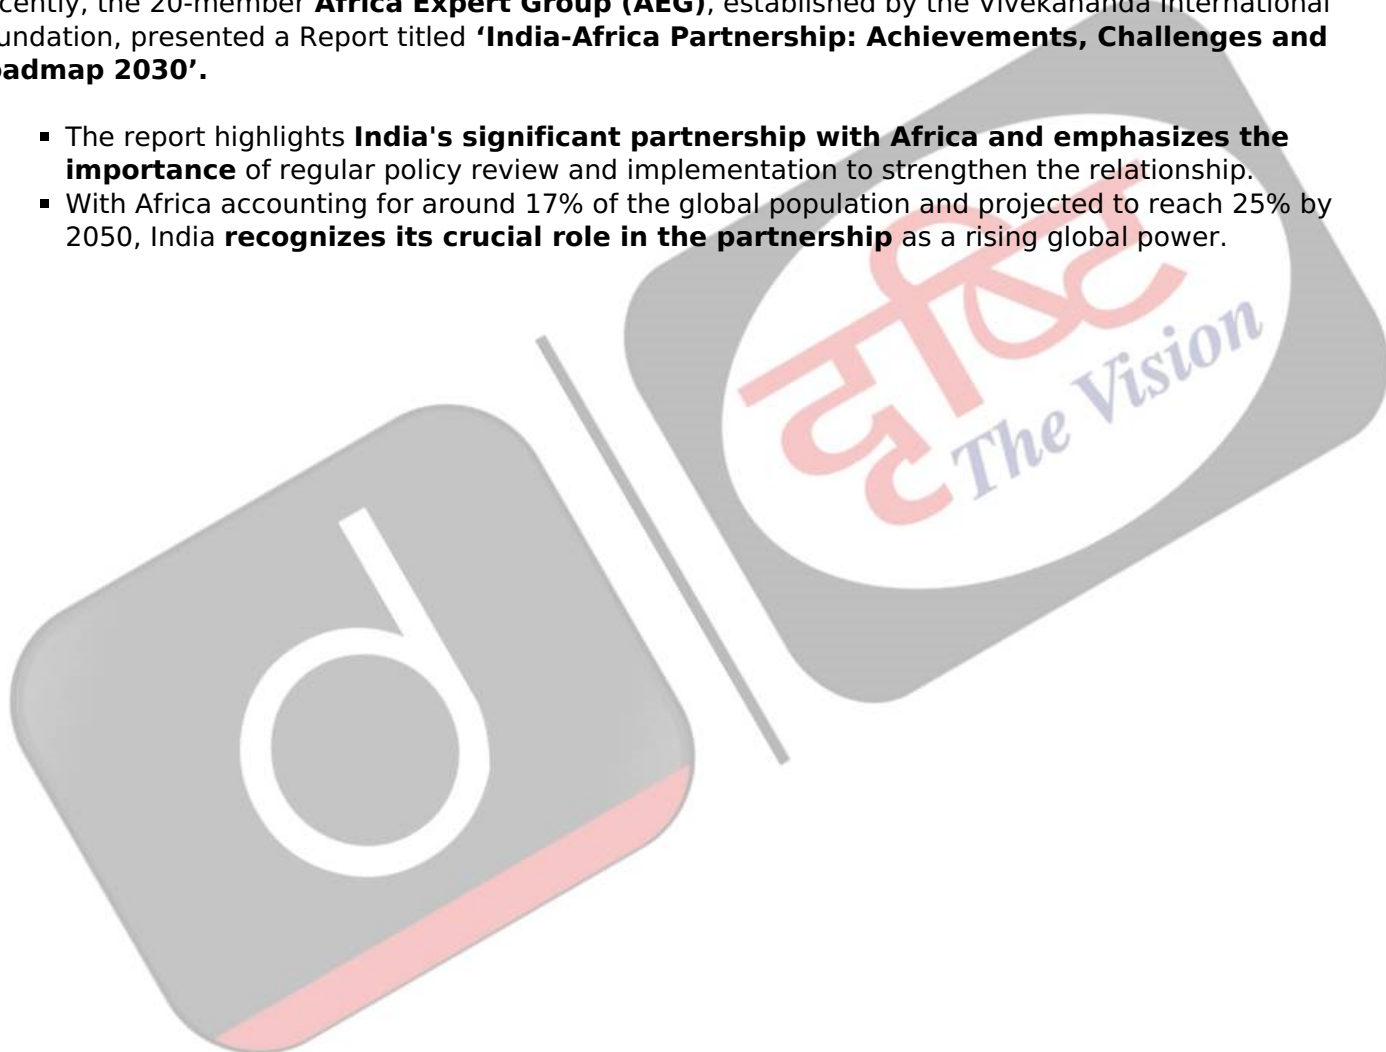 cently, the 20-member Africa Expert Group (AEG), established by the Vivekananda International
undation, presented a Report titled ‘India-Africa Partnership: Achievements, Challenges and
oadmap 2030’.
The report highlights India's significant partnership with Africa and emphasizes the
importance of regular policy review and implementation to strengthen the relationship.
With Africa accounting for around 17% of the global population and projected to reach 25% by
2050, India recognizes its crucial role in the partnership as a rising global power.
दृष्टि
The Vision
d